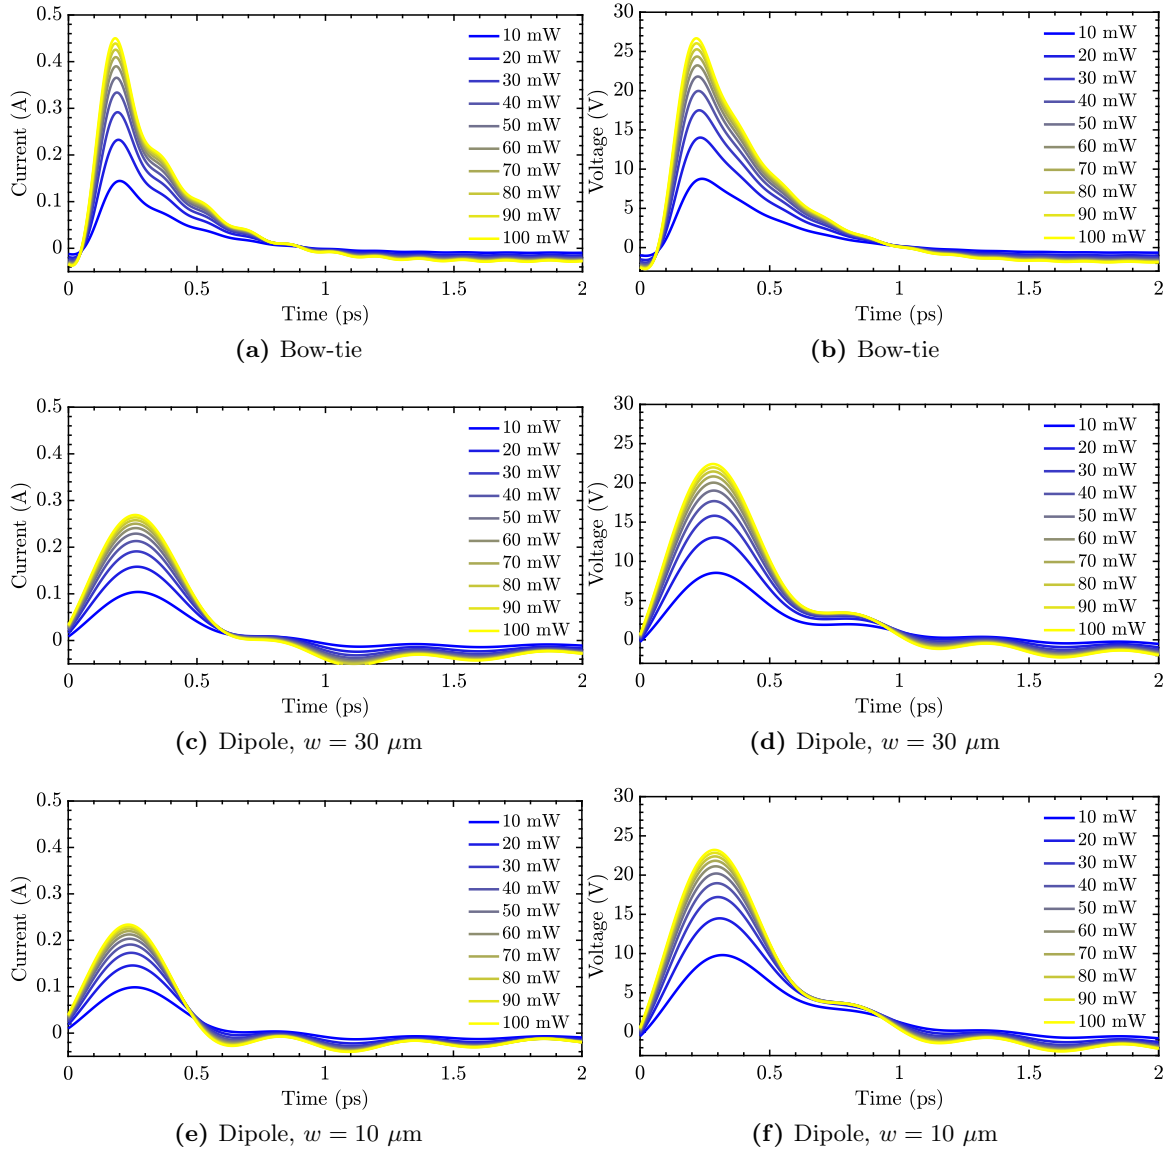 0.5
0.4
0.3
0.2
0.1
0
Current (A)
10 mW
20 mW
30 mW
40 mW
50 mW
60 mW
70 mW
80 mW
90 mW
100 mW
0 0.5 1 1.5 2
Time (ps)
(a) Bow-tie
30
25
20
15
10
5
0
Voltage (V)
10 mW
20 mW
30 mW
40 mW
50 mW
60 mW
70 mW
80 mW
90 mW
100 mW
0 0.5 1 1.5 2
Time (ps)
(b) Bow-tie
0.5
0.4
0.3
0.2
0.1
0
Current (A)
10 mW
20 mW
30 mW
40 mW
50 mW
60 mW
70 mW
80 mW
90 mW
100 mW
0 0.5 1 1.5 2
Time (ps)
(c) Dipole, w = 30 μm
30
25
20
15
10
5
0
Voltage (V)
10 mW
20 mW
30 mW
40 mW
50 mW
60 mW
70 mW
80 mW
90 mW
100 mW
0 0.5 1 1.5 2
Time (ps)
(d) Dipole, w = 30 μm
0.5
0.4
0.3
0.2
0.1
0
Current (A)
10 mW
20 mW
30 mW
40 mW
50 mW
60 mW
70 mW
80 mW
90 mW
100 mW
0 0.5 1 1.5 2
Time (ps)
(e) Dipole, w = 10 μm
30
25
20
15
10
5
0
Voltage (V)
10 mW
20 mW
30 mW
40 mW
50 mW
60 mW
70 mW
80 mW
90 mW
100 mW
0 0.5 1 1.5 2
Time (ps)
(f) Dipole, w = 10 μm